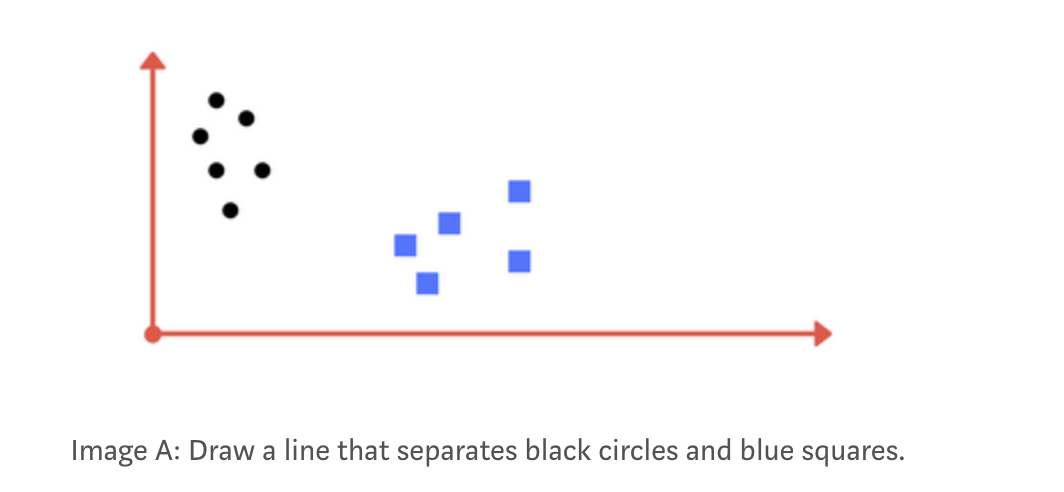 Image A: Draw a line that separates black circles and blue squares.